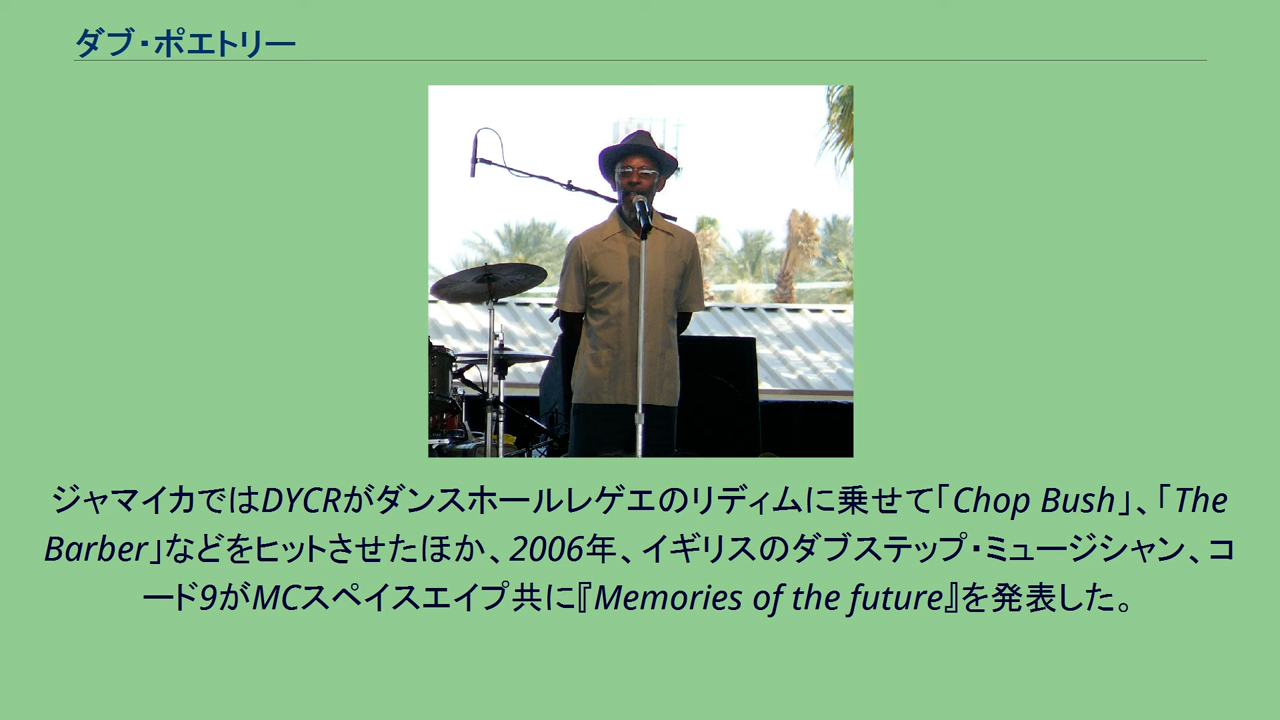 ダブ・ポエトリー
ジャマイカではDYCRがダンスホールレゲエのリディムに乗せて「Chop Bush」、「The
Barber」などをヒットさせたほか、2006年、イギリスのダブステップ・ミュージシャン、コ
ード9がMCスペイスエイプ共に『Memories of the future』を発表した。